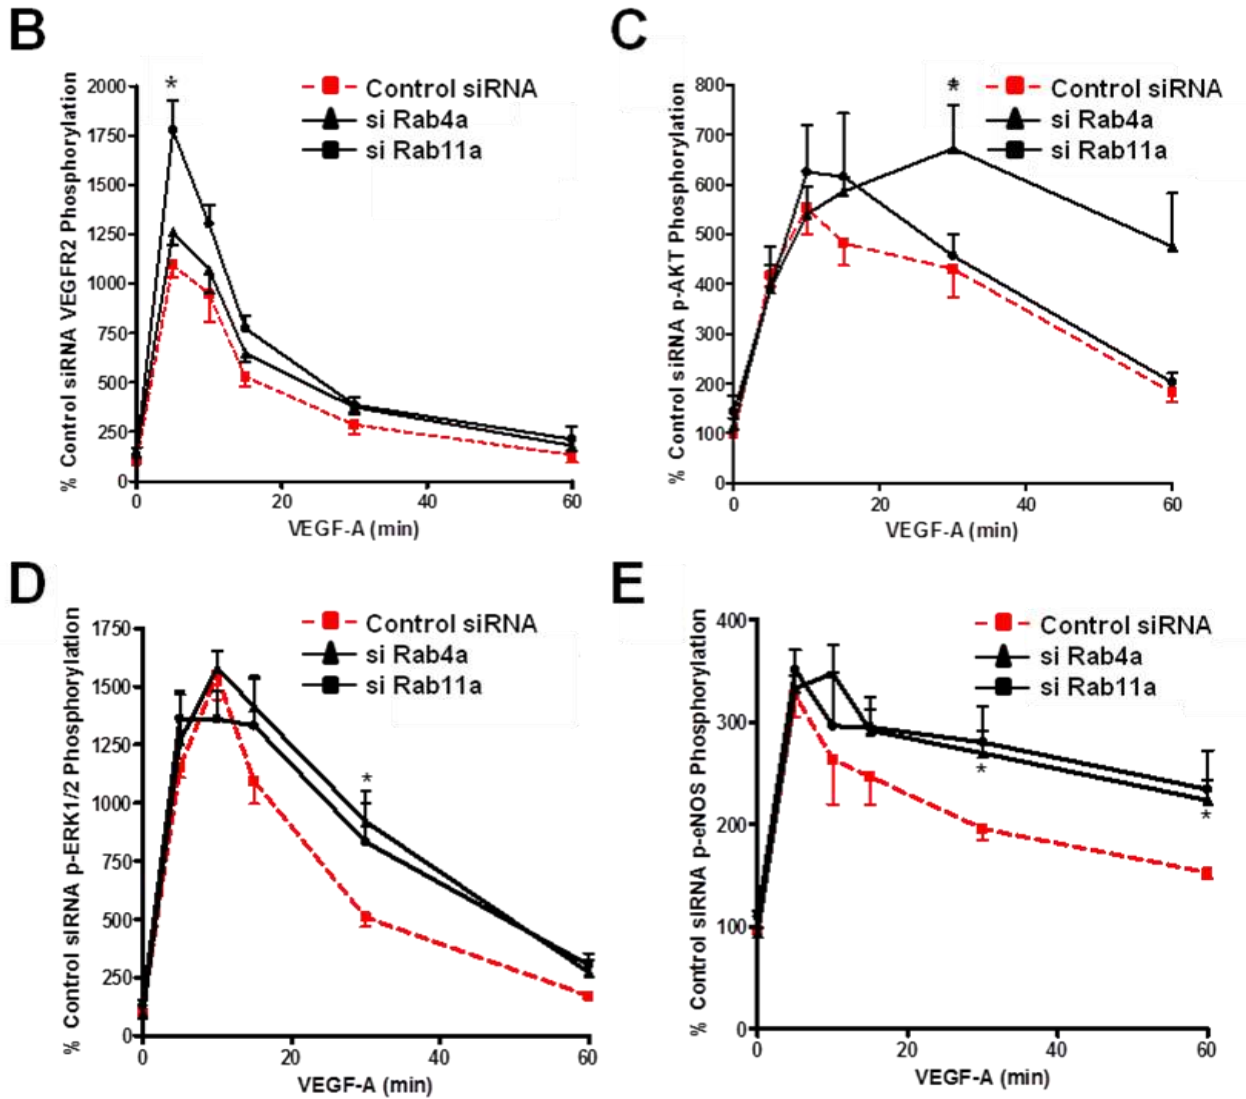 B
% Control siRNA VEGFR2 Phosphorylation
2000
1750
1500
1250
1000
750
500
250
0
*
Control siRNA
si Rab4a
si Rab11a
0 20 40 60
VEGF-A (min)
C
% Control siRNA p-AKT Phosphorylation
800
700
600
500
400
300
200
100
0
*
Control siRNA
si Rab4a
si Rab11a
0 20 40 60
VEGF-A (min)
D
% Control siRNA p-ERK1/2 Phosphorylation
1750
1500
1250
1000
750
500
250
0
Control siRNA
si Rab4a
si Rab11a
*
0 20 40 60
VEGF-A (min)
E
% Control siRNA p-eNOS Phosphorylation
400
300
200
100
0
Control siRNA
si Rab4a
si Rab11a
*
*
0 20 40 60
VEGF-A (min)